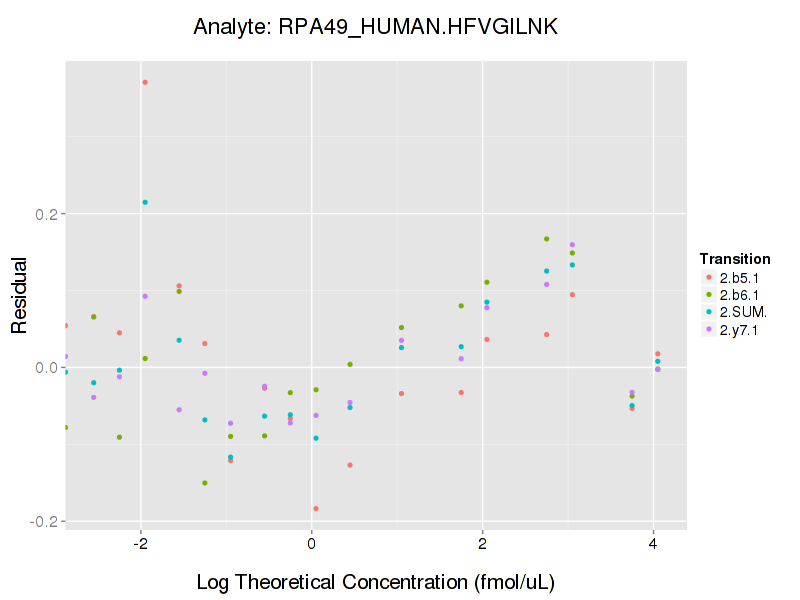 Analyte: RPA49_HUMAN.HFVGILNK
Residual
0.2
0.0
-0.2
-2
0
2
4
Log Theoretical Concentration (fmol/uL)
Transition
2.b5.1
2.b6.1
2.SUM.
2.y7.1